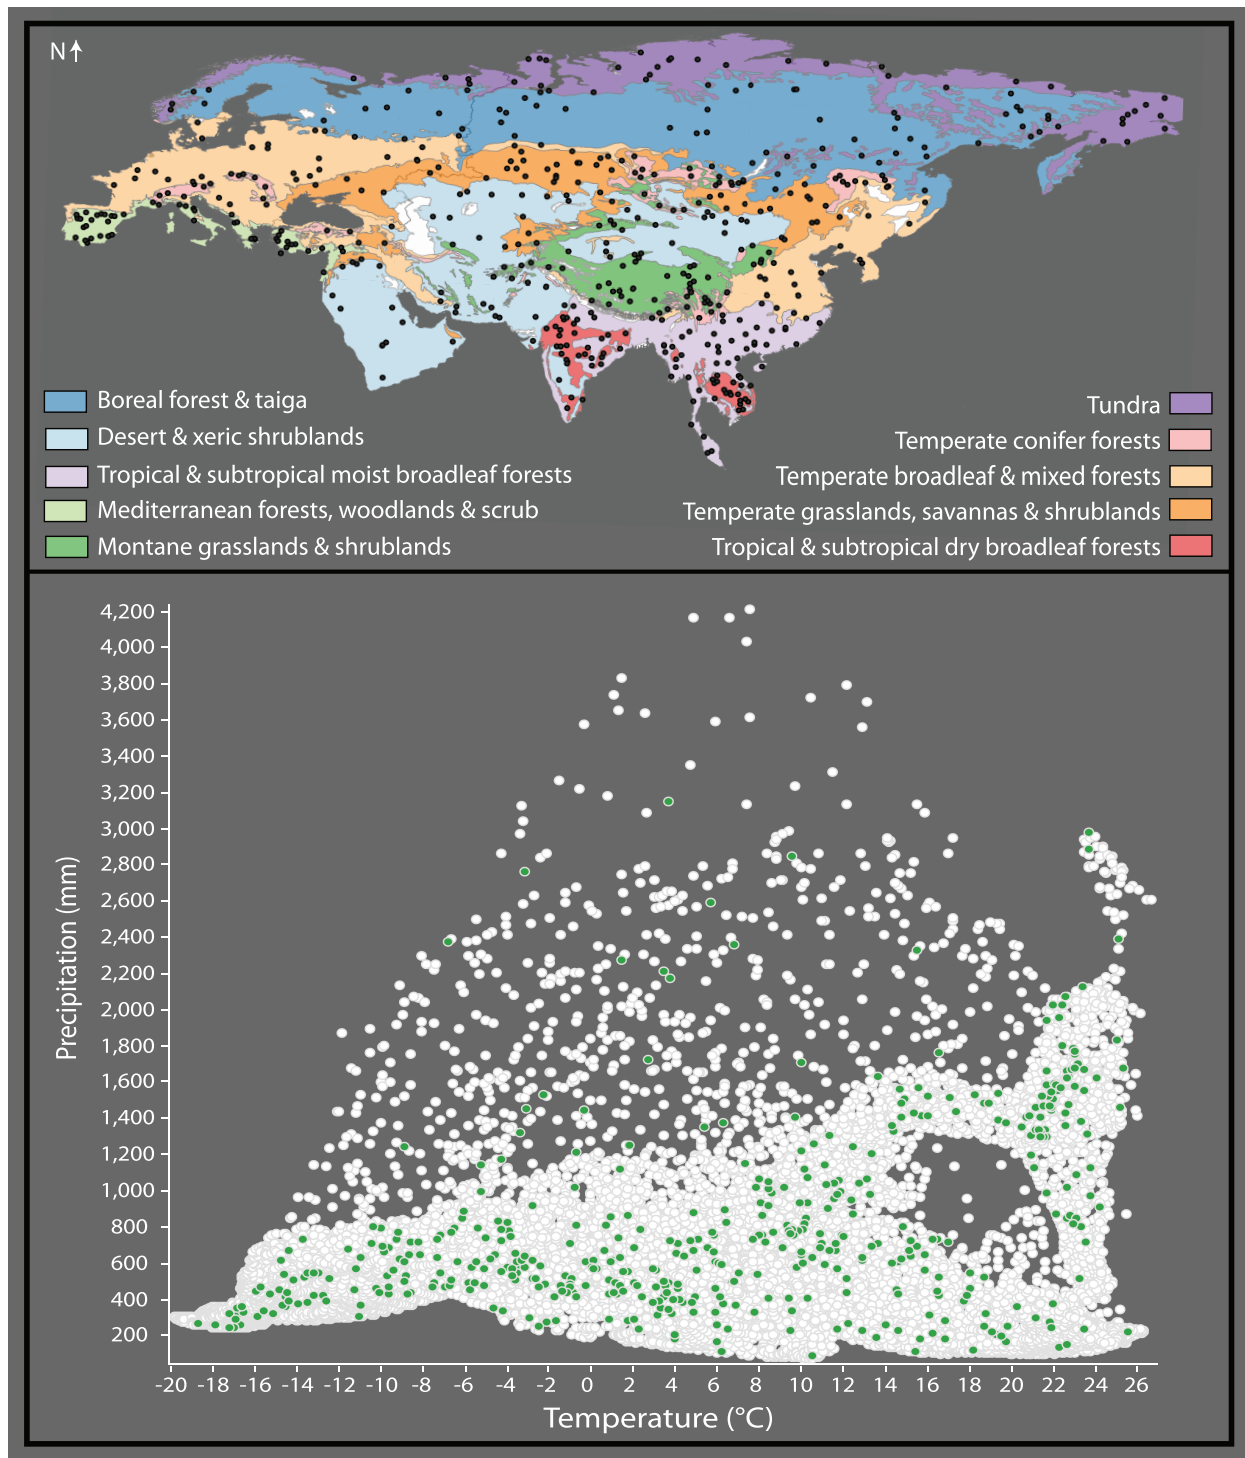 N
Boreal forest & taiga
Desert & xeric shrublands
Tropical & subtropical moist broadleaf forests
Mediterranean forests, woodlands & scrub
Montane grasslands & shrublands
Tundra
Temperate conifer forests
Temperate broadleaf & mixed forests
Temperate grasslands, savannas & shrublands
Tropical & subtropical dry broadleaf forests
Precipitation (mm)
4,200
4,000
3,800
3,600
3,400
3,200
3,000
2,800
2,600
2,400
2,200
2,000
1,800
1,600
1,400
1,200
1,000
800
600
400
200
-20 -18 -16 -14 -12 -10 -8 -6 -4 -2 0 2 4 6 8 10 12 14 16 18 20 22 24 26
Temperature (°C)